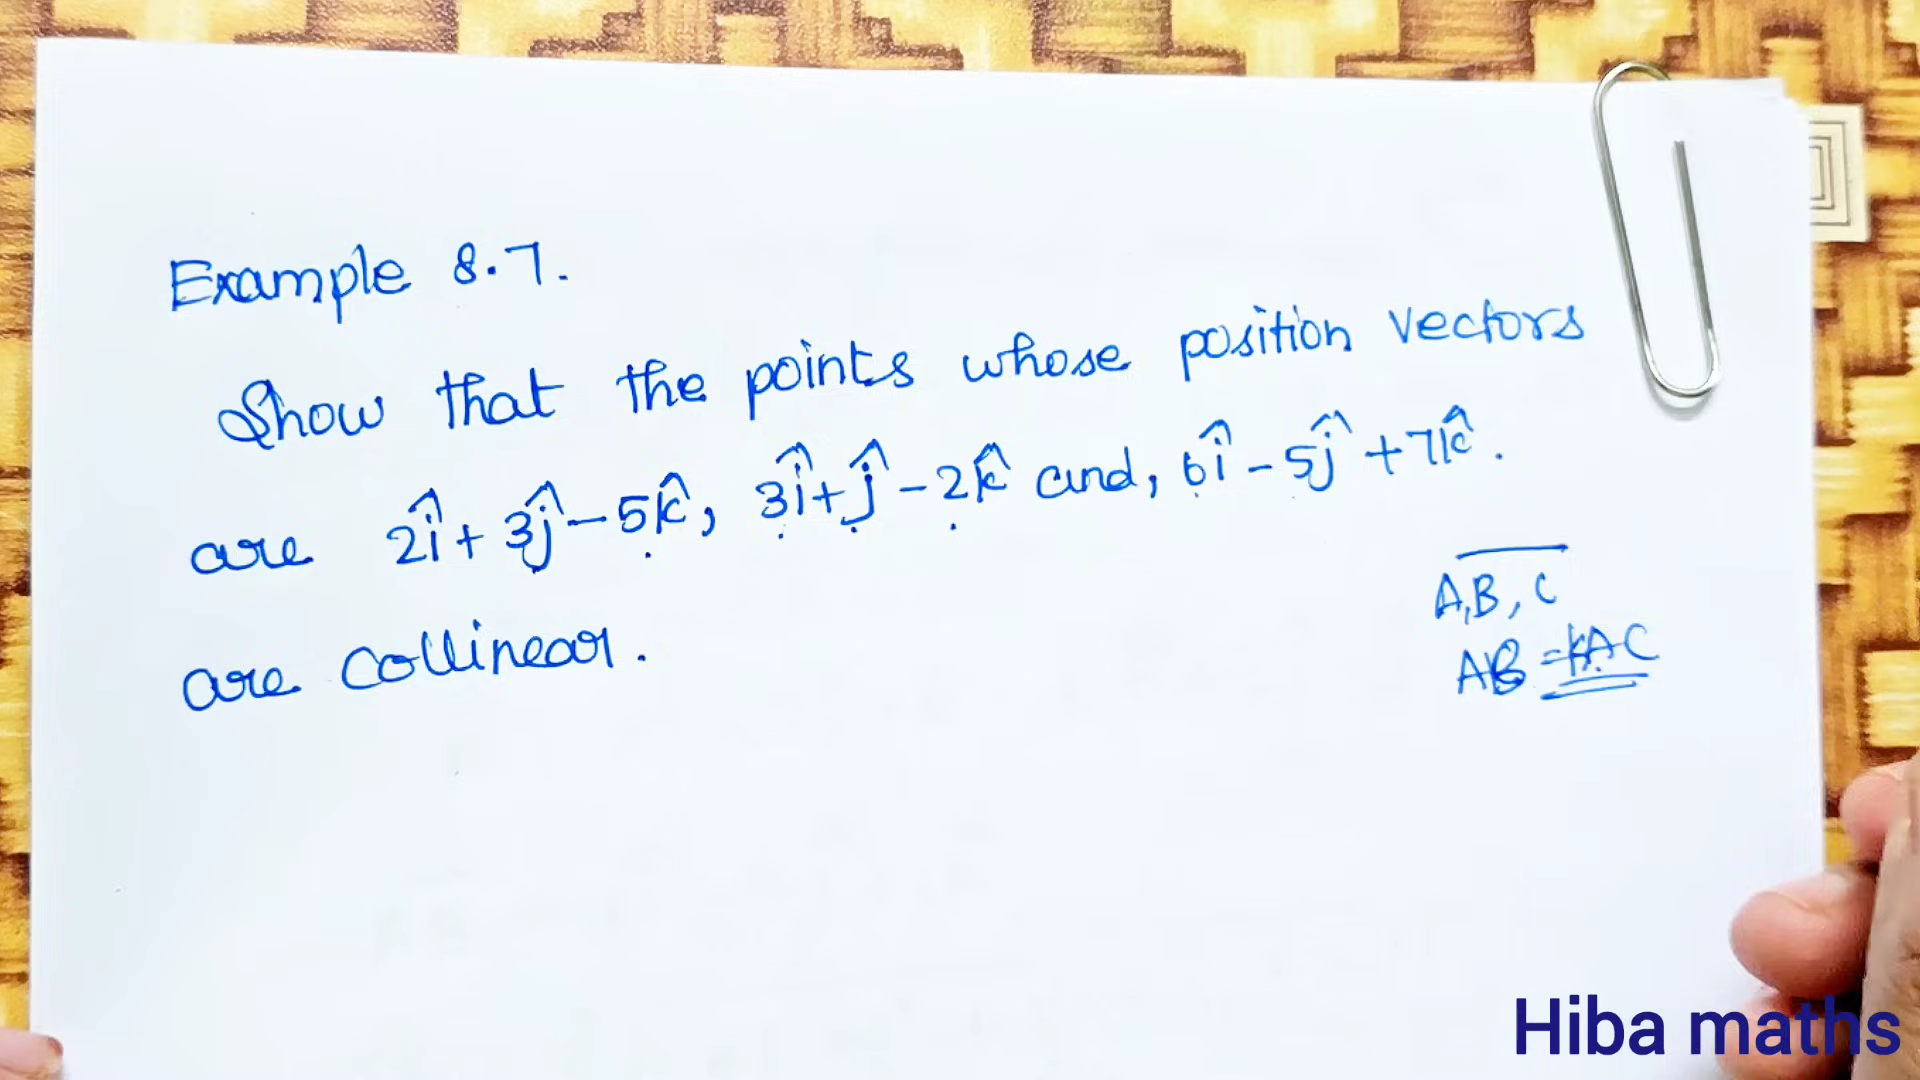 Example 8.7.
Show that the points whose position vectors
are 2î + 3ĵ - 5k̂, 3î + ĵ - 2k̂ and, 6î - 5ĵ + 7k̂.
are collinear.
A, B, C
AB = kAC
Hiba maths